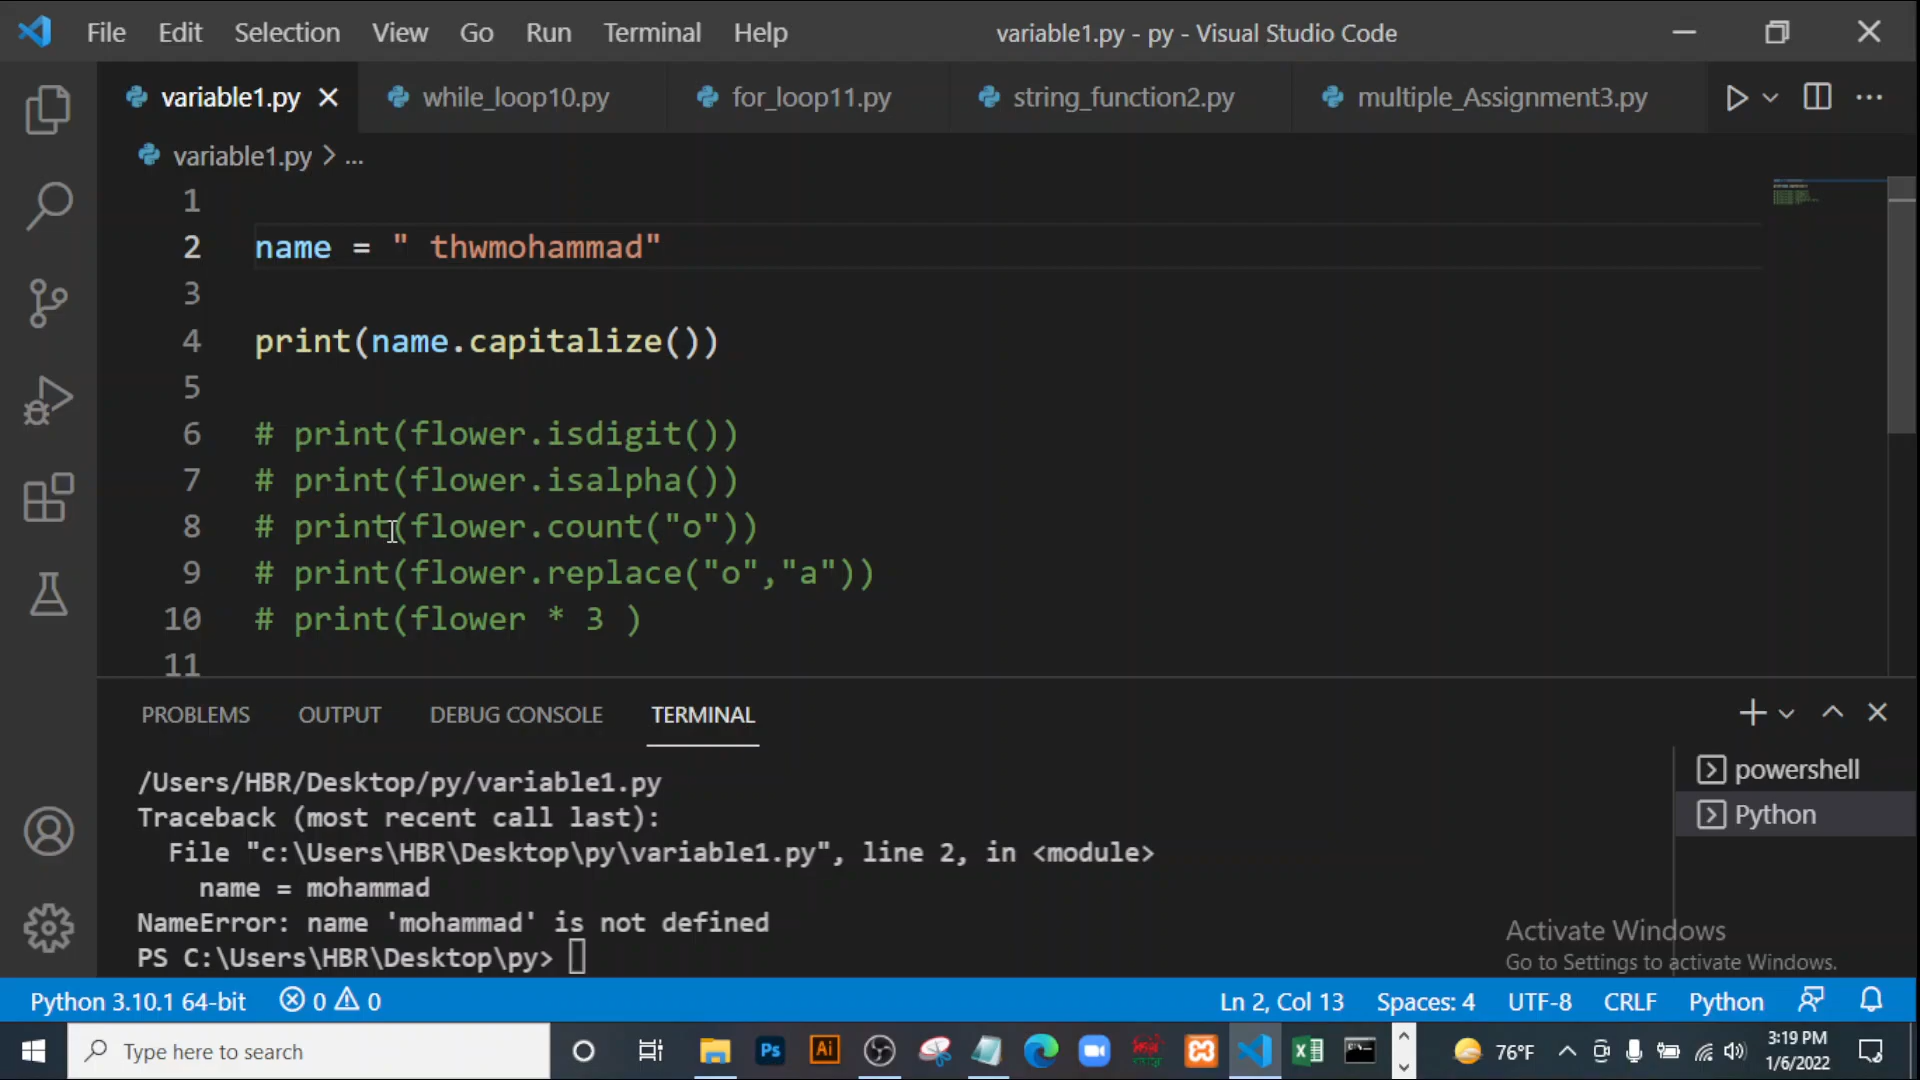 File Edit Selection View Go Run Terminal Help variable1.py - py - Visual Studio Code
variable1.py while_loop10.py for_loop11.py string_function2.py multiple_Assignment3.py
variable1.py > ...
1
2 name = " thwmohammad"
3
4 print(name.capitalize())
5
6 # print(flower.isdigit())
7 # print(flower.isalpha())
8 # print(flower.count("o"))
9 # print(flower.replace("o","a"))
10 # print(flower * 3 )
11
PROBLEMS OUTPUT DEBUG CONSOLE TERMINAL
/Users/HBR/Desktop/py/variable1.py
Traceback (most recent call last):
File "c:\Users\HBR\Desktop\py\variable1.py", line 2, in <module>
name = mohammad
NameError: name 'mohammad' is not defined
PS C:\Users\HBR\Desktop\py>
powershell
Python
Activate Windows
Go to Settings to activate Windows.
Python 3.10.1 64-bit 0 0 Ln 2, Col 13 Spaces: 4 UTF-8 CRLF Python
Type here to search Ps Ai 76°F 3:19 PM
1/6/2022